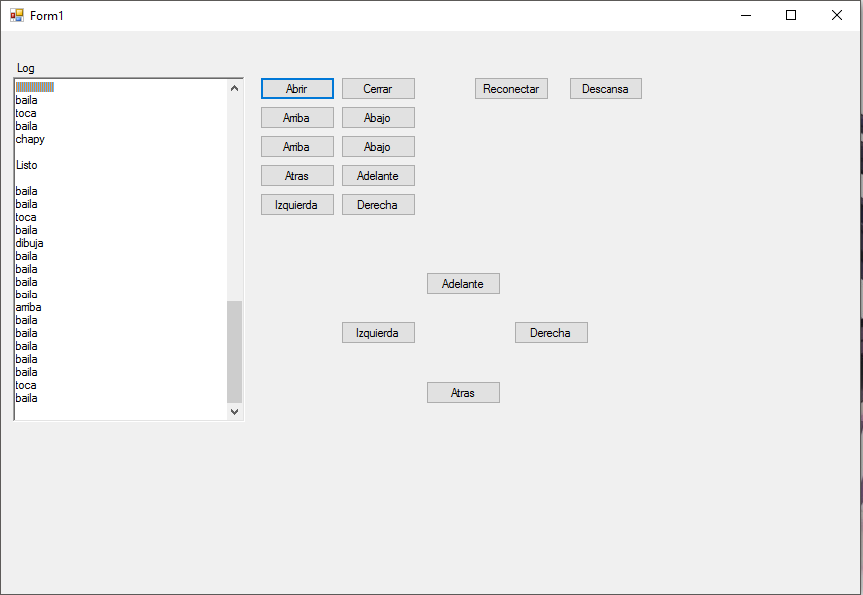 Form1
Log
baila
toca
baila
chapy
Listo
baila
baila
toca
baila
dibuja
baila
baila
baila
baila
arriba
baila
baila
baila
baila
baila
toca
baila
Abrir Cerrar Reconectar Descansa
Arriba Abajo
Arriba Abajo
Atras Adelante
Izquierda Derecha
Adelante
Izquierda Derecha
Atras